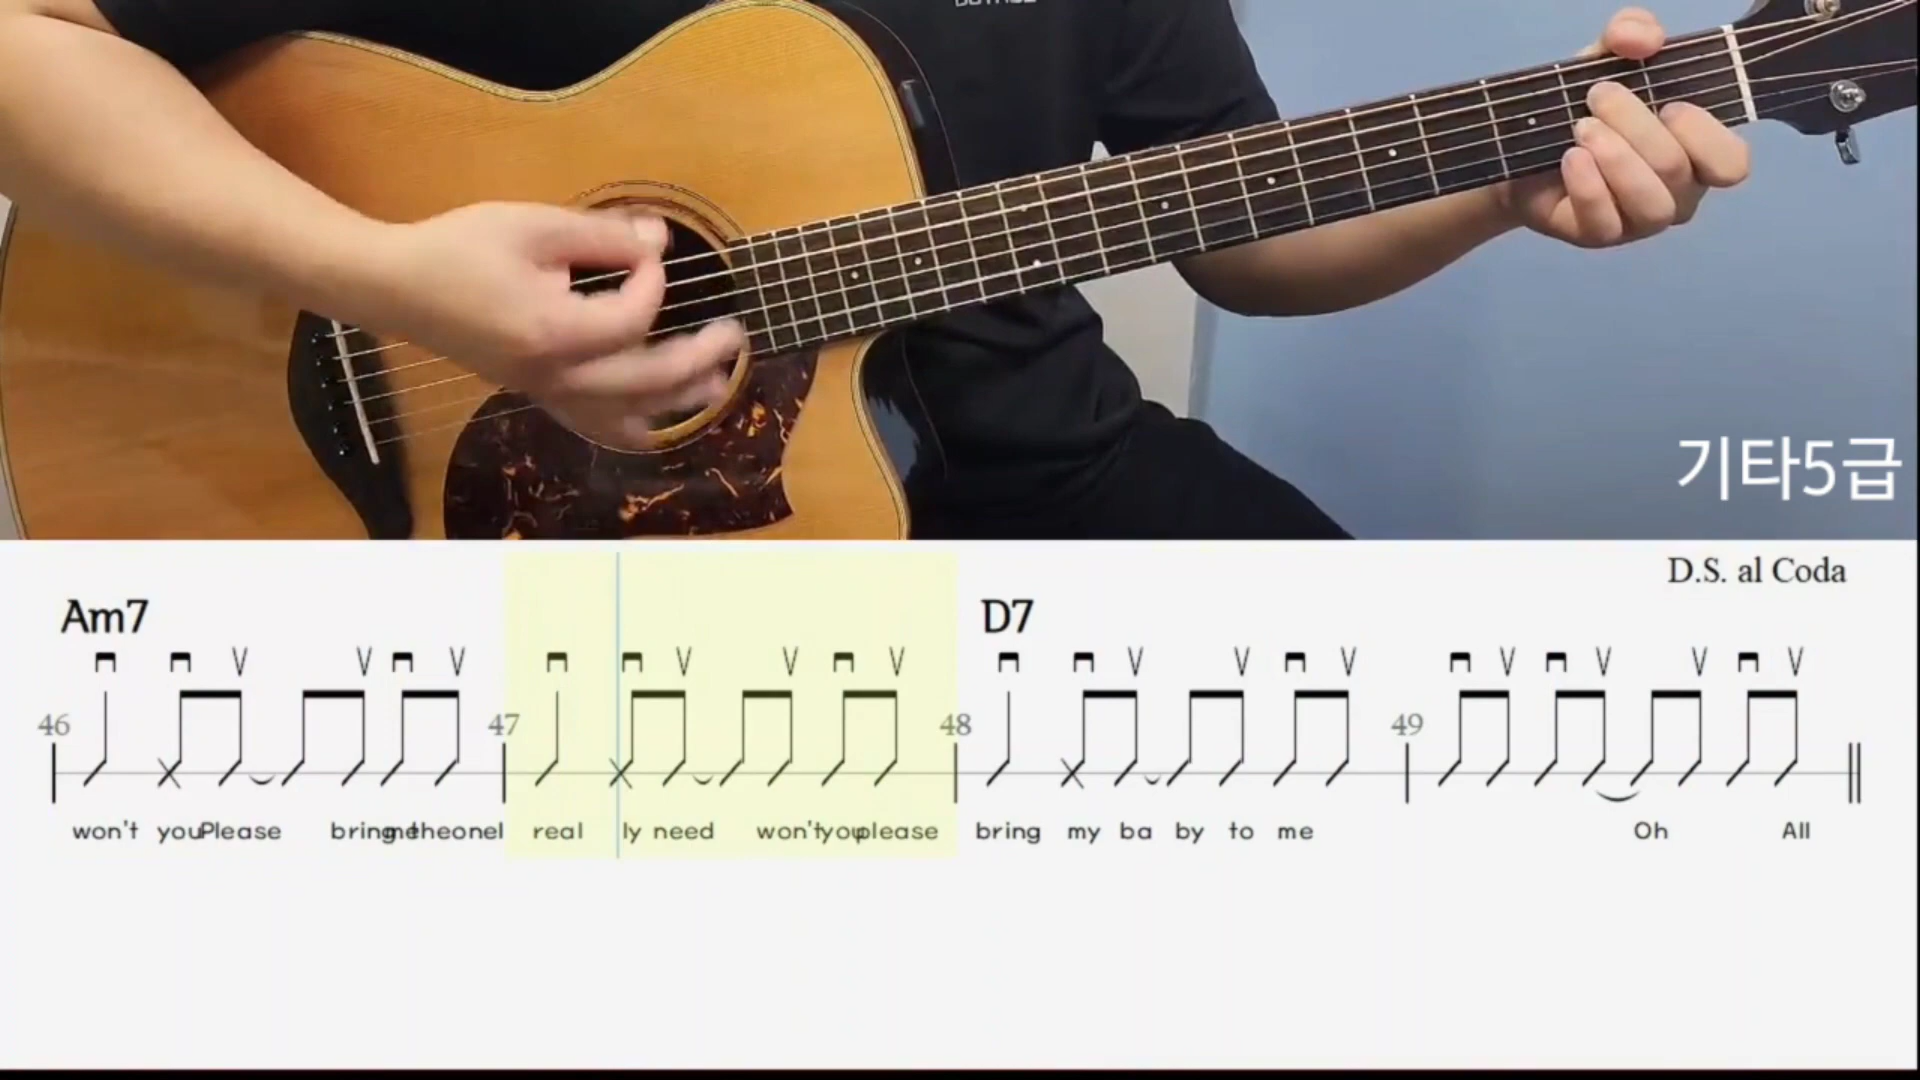 기타5급
D.S. al Coda
Am7 D7
46 47 48 49
won't you Please bring me the one I real ly need won't you please bring my ba by to me Oh All